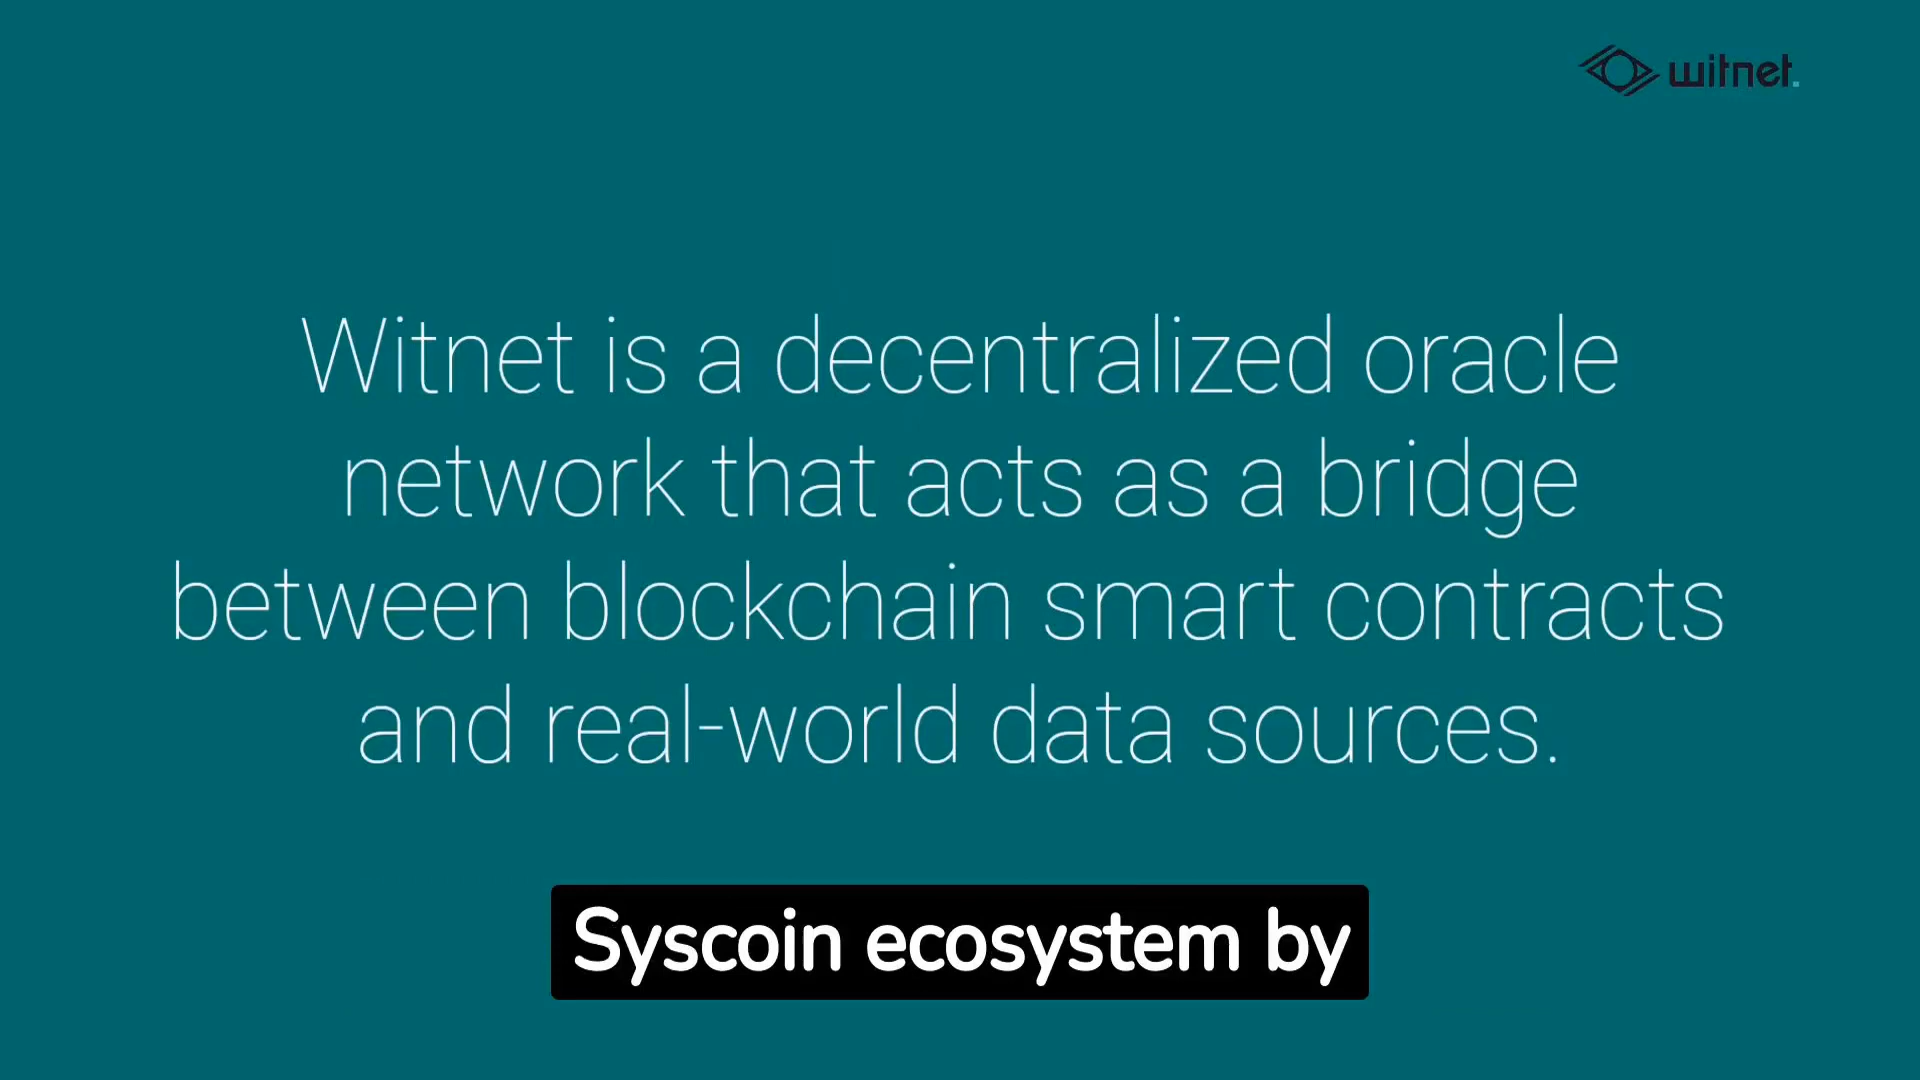 witnet.
Witnet is a decentralized oracle
network that acts as a bridge
between blockchain smart contracts
and real-world data sources.
Syscoin ecosystem by